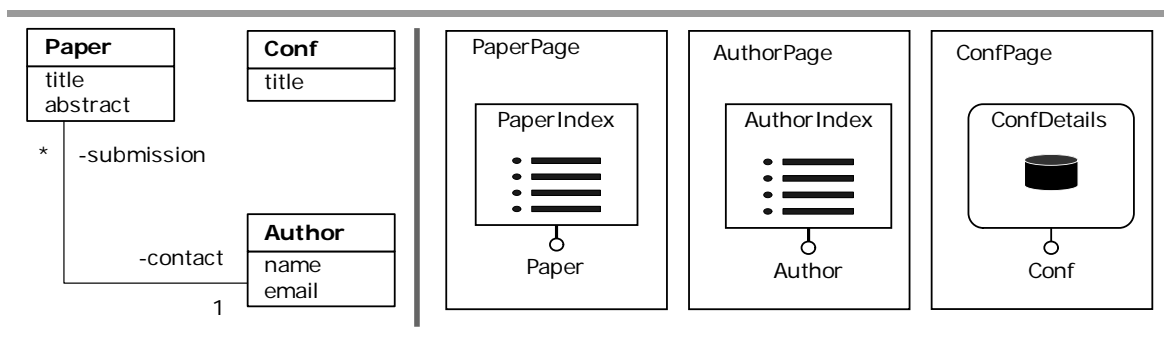 Paper
title
abstract
*
-submission
Conf
title
-contact
1
Author
name
email
PaperPage
PaperIndex
Paper
AuthorPage
AuthorIndex
Author
ConfPage
ConfDetails
Conf